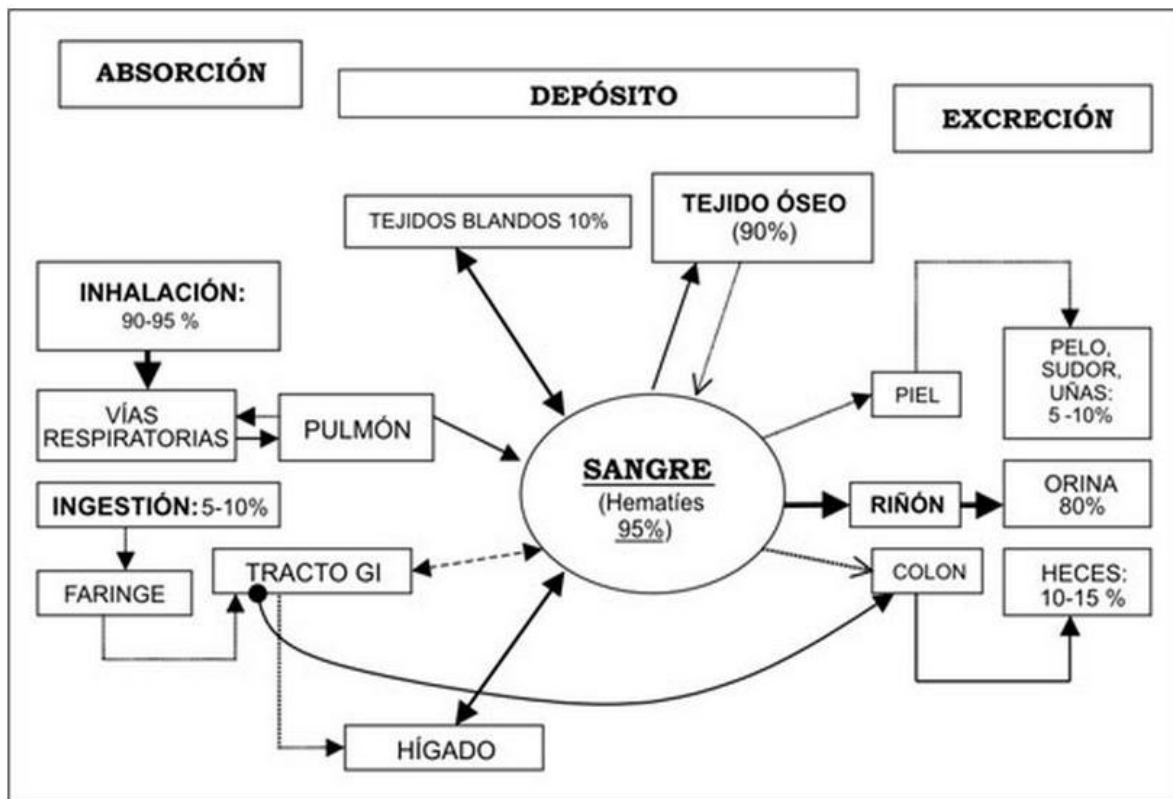 ABSORCIÓN
DEPÓSITO
EXCRECIÓN
TEJIDOS BLANDOS 10%
TEJIDO ÓSEO
(90%)
INHALACIÓN:
90-95 %
VÍAS
RESPIRATORIAS
PULMÓN
INGESTIÓN: 5-10%
FARINGE
TRACTO GI
HÍGADO
SANGRE
(Hematíes
95%)
PIEL
PELO,
SUDOR,
UÑAS:
5 -10%
RIÑÓN
ORINA
80%
COLON
HECES:
10-15 %